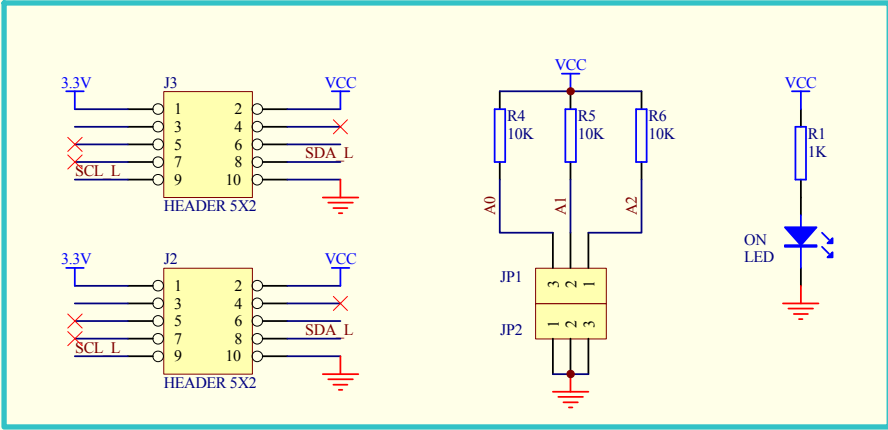 J3
3.3V
VCC
1 2
3 4
5 6
7 8
9 10
SCL_L
SDA_L
HEADER 5X2
J2
3.3V
VCC
1 2
3 4
5 6
7 8
9 10
SCL_L
SDA_L
HEADER 5X2
VCC
R4
10K
R5
10K
R6
10K
A0
A1
A2
JP1
3 2 1
JP2
1 2 3
VCC
R1
1K
ON
LED